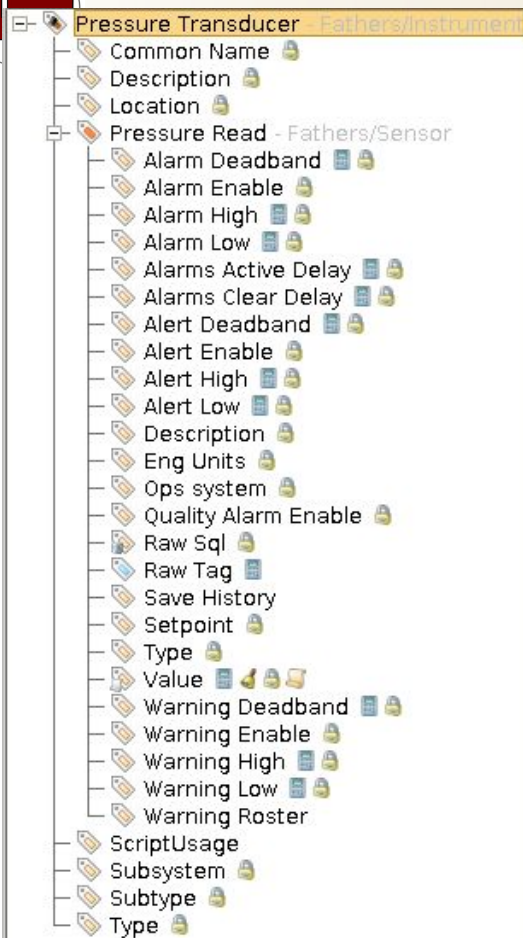 Pressure Transducer - Fathers/Instrument
Common Name
Description
Location
Pressure Read - Fathers/Sensor
Alarm Deadband
Alarm Enable
Alarm High
Alarm Low
Alarms Active Delay
Alarms Clear Delay
Alert Deadband
Alert Enable
Alert High
Alert Low
Description
Eng Units
Ops system
Quality Alarm Enable
Raw Sql
Raw Tag
Save History
Setpoint
Type
Value
Warning Deadband
Warning Enable
Warning High
Warning Low
Warning Roster
ScriptUsage
Subsystem
Subtype
Type